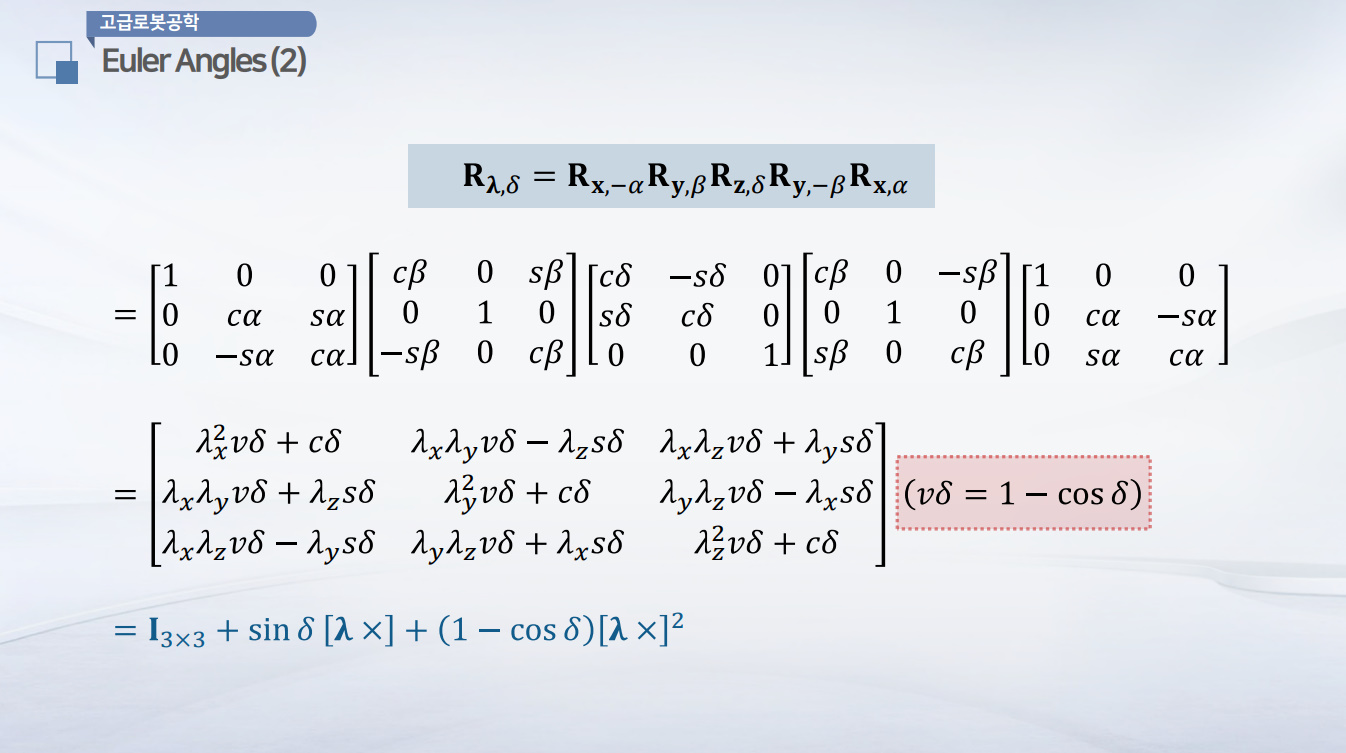 고급로봇공학
Euler Angles (2)
$\mathbf{R}_{\boldsymbol{\lambda},\delta} = \mathbf{R}_{\mathbf{x},-\alpha}\mathbf{R}_{\mathbf{y},\beta}\mathbf{R}_{\mathbf{z},\delta}\mathbf{R}_{\mathbf{y},-\beta}\mathbf{R}_{\mathbf{x},\alpha}$
$= \begin{bmatrix} 1 & 0 & 0 \\ 0 & c\alpha & s\alpha \\ 0 & -s\alpha & c\alpha \end{bmatrix} \begin{bmatrix} c\beta & 0 & s\beta \\ 0 & 1 & 0 \\ -s\beta & 0 & c\beta \end{bmatrix} \begin{bmatrix} c\delta & -s\delta & 0 \\ s\delta & c\delta & 0 \\ 0 & 0 & 1 \end{bmatrix} \begin{bmatrix} c\beta & 0 & -s\beta \\ 0 & 1 & 0 \\ s\beta & 0 & c\beta \end{bmatrix} \begin{bmatrix} 1 & 0 & 0 \\ 0 & c\alpha & -s\alpha \\ 0 & s\alpha & c\alpha \end{bmatrix}$
$= \begin{bmatrix} \lambda_x^2 v\delta + c\delta & \lambda_x\lambda_y v\delta - \lambda_z s\delta & \lambda_x\lambda_z v\delta + \lambda_y s\delta \\ \lambda_x\lambda_y v\delta + \lambda_z s\delta & \lambda_y^2 v\delta + c\delta & \lambda_y\lambda_z v\delta - \lambda_x s\delta \\ \lambda_x\lambda_z v\delta - \lambda_y s\delta & \lambda_y\lambda_z v\delta + \lambda_x s\delta & \lambda_z^2 v\delta + c\delta \end{bmatrix} (v\delta = 1 - \cos\delta)$
$= \mathbf{I}_{3\times3} + \sin\delta\,[\boldsymbol{\lambda}\,\times] + (1 - \cos\delta)[\boldsymbol{\lambda}\,\times]^2$